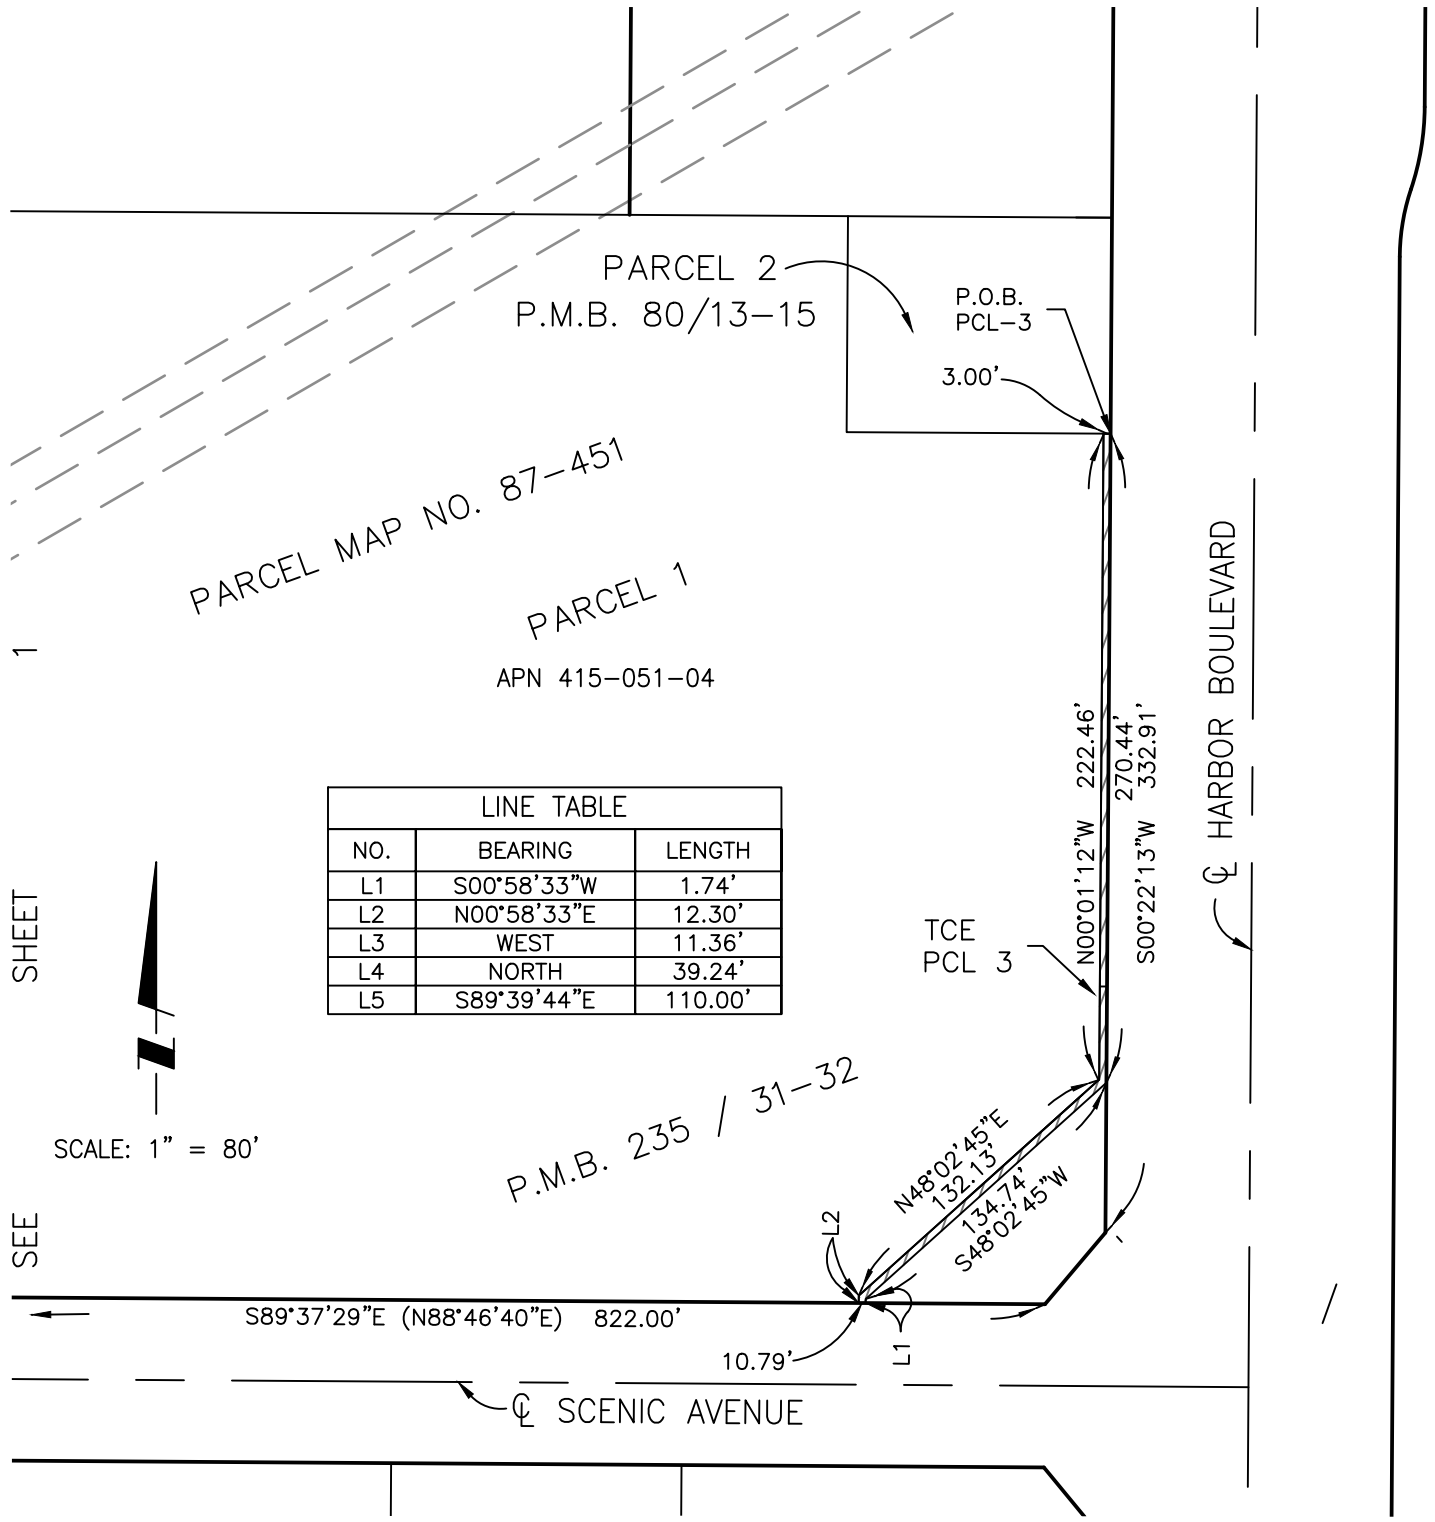 PARCEL 2
P.M.B. 80/13-15
P.O.B.
PCL-3
3.00'
PARCEL MAP NO. 87-451
PARCEL 1
APN 415-051-04
SEE SHEET 1
LINE TABLE
NO. BEARING LENGTH
L1 S00°58'33"W 1.74'
L2 N00°58'33"E 12.30'
L3 WEST 11.36'
L4 NORTH 39.24'
L5 S89°39'44"E 110.00'
N00°01'12"W 222.46'
270.44'
S00°22'13"W 332.91'
℄ HARBOR BOULEVARD
TCE
PCL 3
SCALE: 1" = 80'
P.M.B. 235 / 31-32
N48°02'45"E
132.13'
134.74'
S48°02'45"W
L2
S89°37'29"E (N88°46'40"E) 822.00'
10.79'
L1
℄ SCENIC AVENUE